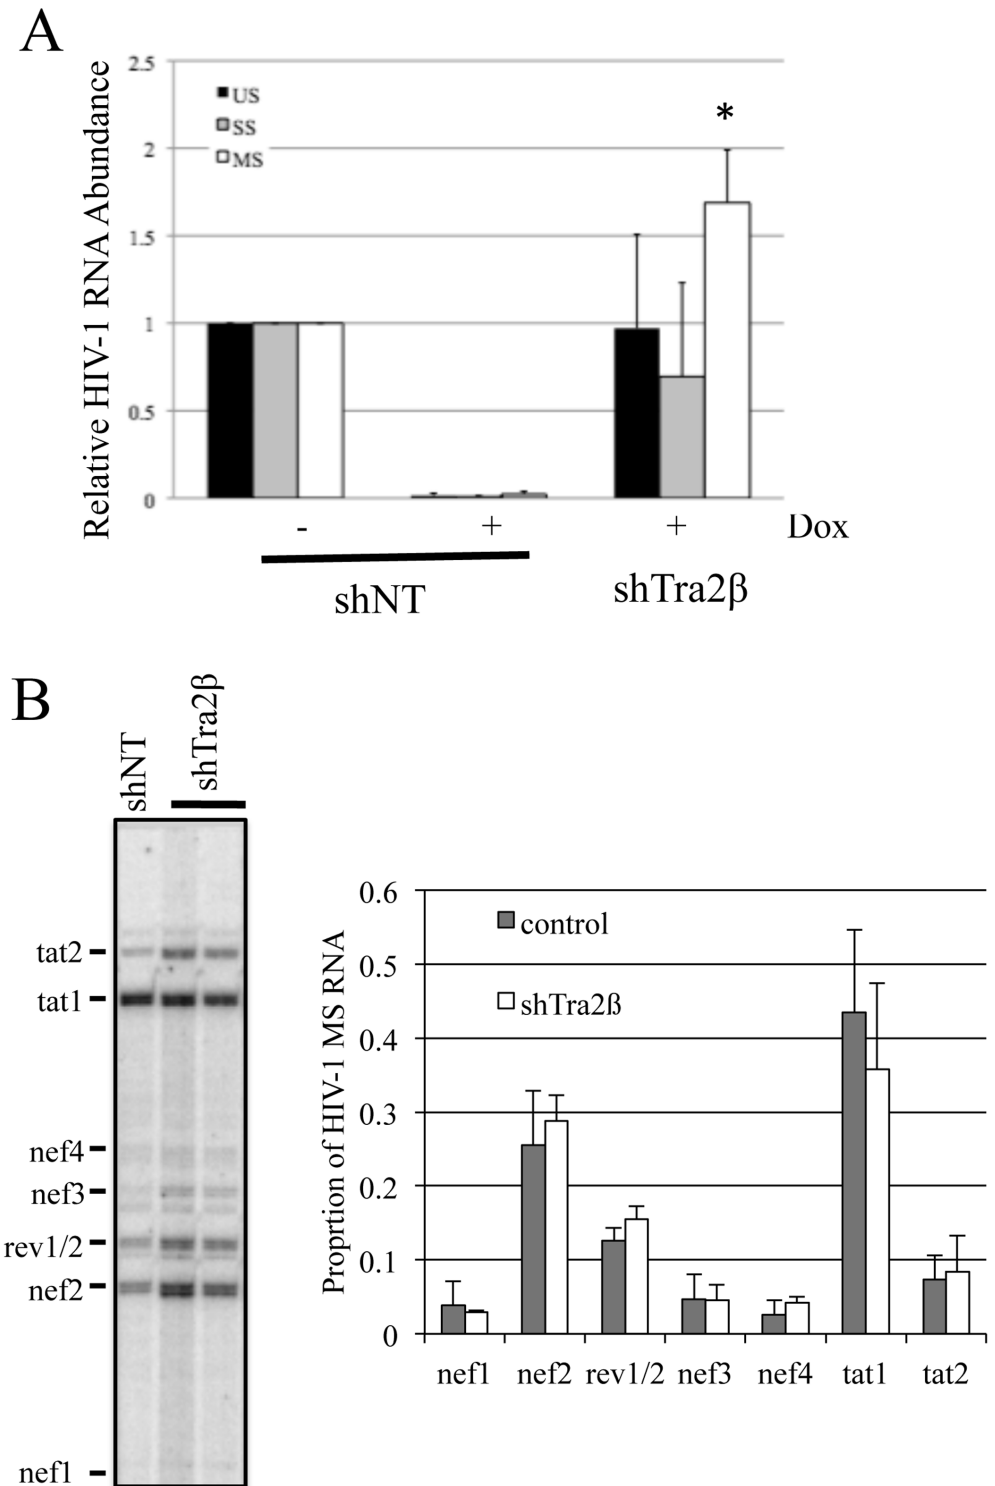 A
Relative HIV-1 RNA Abundance
2.5
2
1.5
1
0.5
0
US
SS
MS
*
- + + Dox
shNT shTra2β
B
shNT shTra2β
tat2
tat1
nef4
nef3
rev1/2
nef2
nef1
Proprtion of HIV-1 MS RNA
0.6
0.5
0.4
0.3
0.2
0.1
0
control
shTra2ß
nef1 nef2 rev1/2 nef3 nef4 tat1 tat2